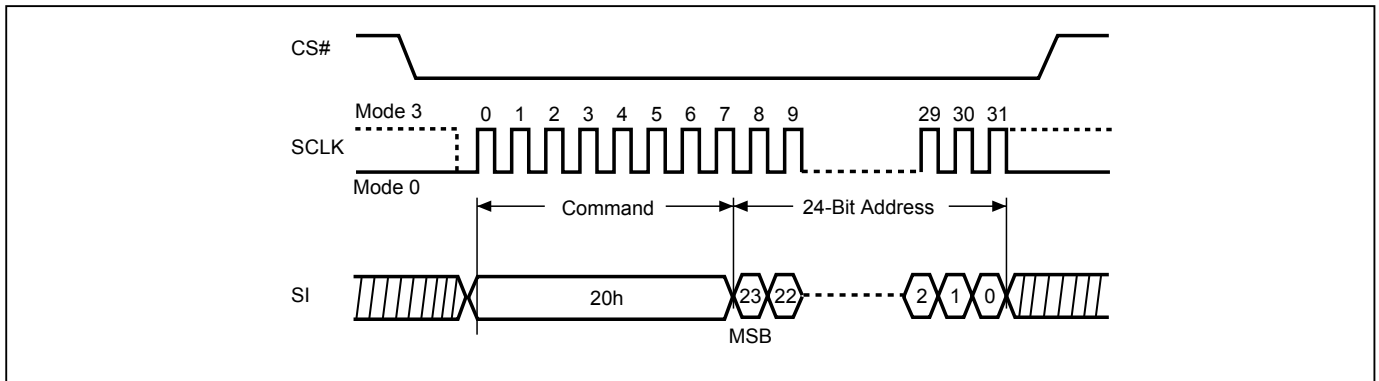 CS#
Mode 3
0 1 2 3 4 5 6 7 8 9 29 30 31
SCLK
Mode 0
Command 24-Bit Address
SI 20h 23 22 2 1 0
MSB